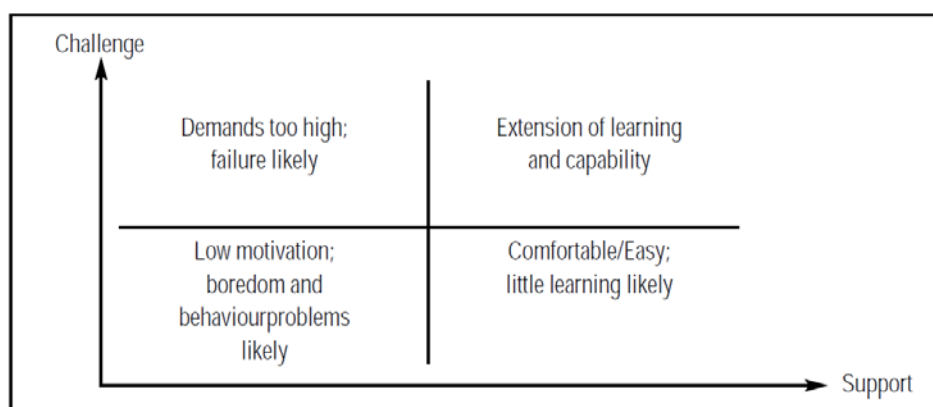 Challenge
Demands too high;
failure likely
Extension of learning
and capability
Low motivation;
boredom and
behaviourproblems
likely
Comfortable/Easy;
little learning likely
Support